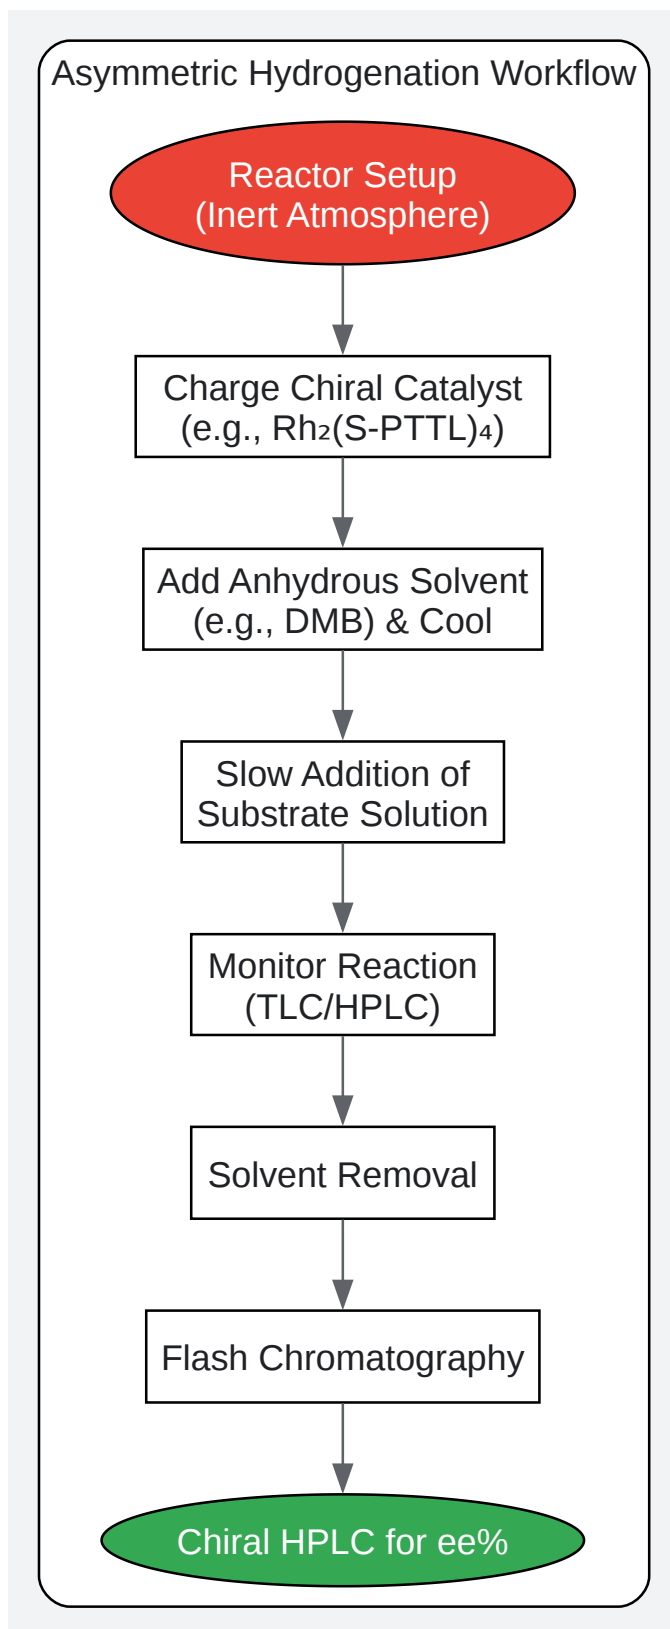 Asymmetric Hydrogenation Workflow
Reactor Setup
(Inert Atmosphere)
Charge Chiral Catalyst
(e.g., Rh₂(S-PTTL)₄)
Add Anhydrous Solvent
(e.g., DMB) & Cool
Slow Addition of
Substrate Solution
Monitor Reaction
(TLC/HPLC)
Solvent Removal
Flash Chromatography
Chiral HPLC for ee%